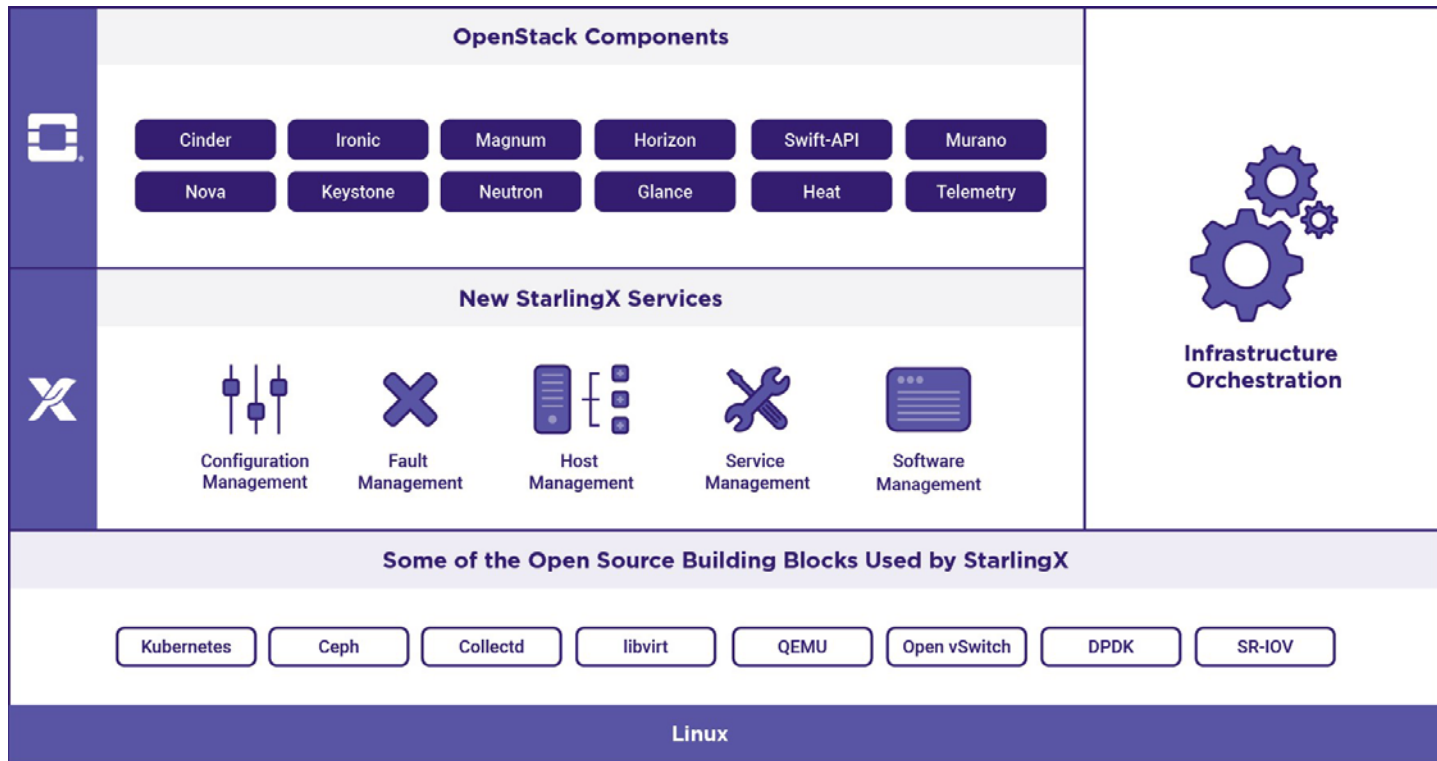 OpenStack Components
Cinder
Ironic
Magnum
Horizon
Swift-API
Murano
Nova
Keystone
Neutron
Glance
Heat
Telemetry
New StarlingX Services
Configuration
Management
Fault
Management
Host
Management
Service
Management
Software
Management
Infrastructure
Orchestration
Some of the Open Source Building Blocks Used by StarlingX
Kubernetes
Ceph
Collectd
libvirt
QEMU
Open vSwitch
DPDK
SR-IOV
Linux